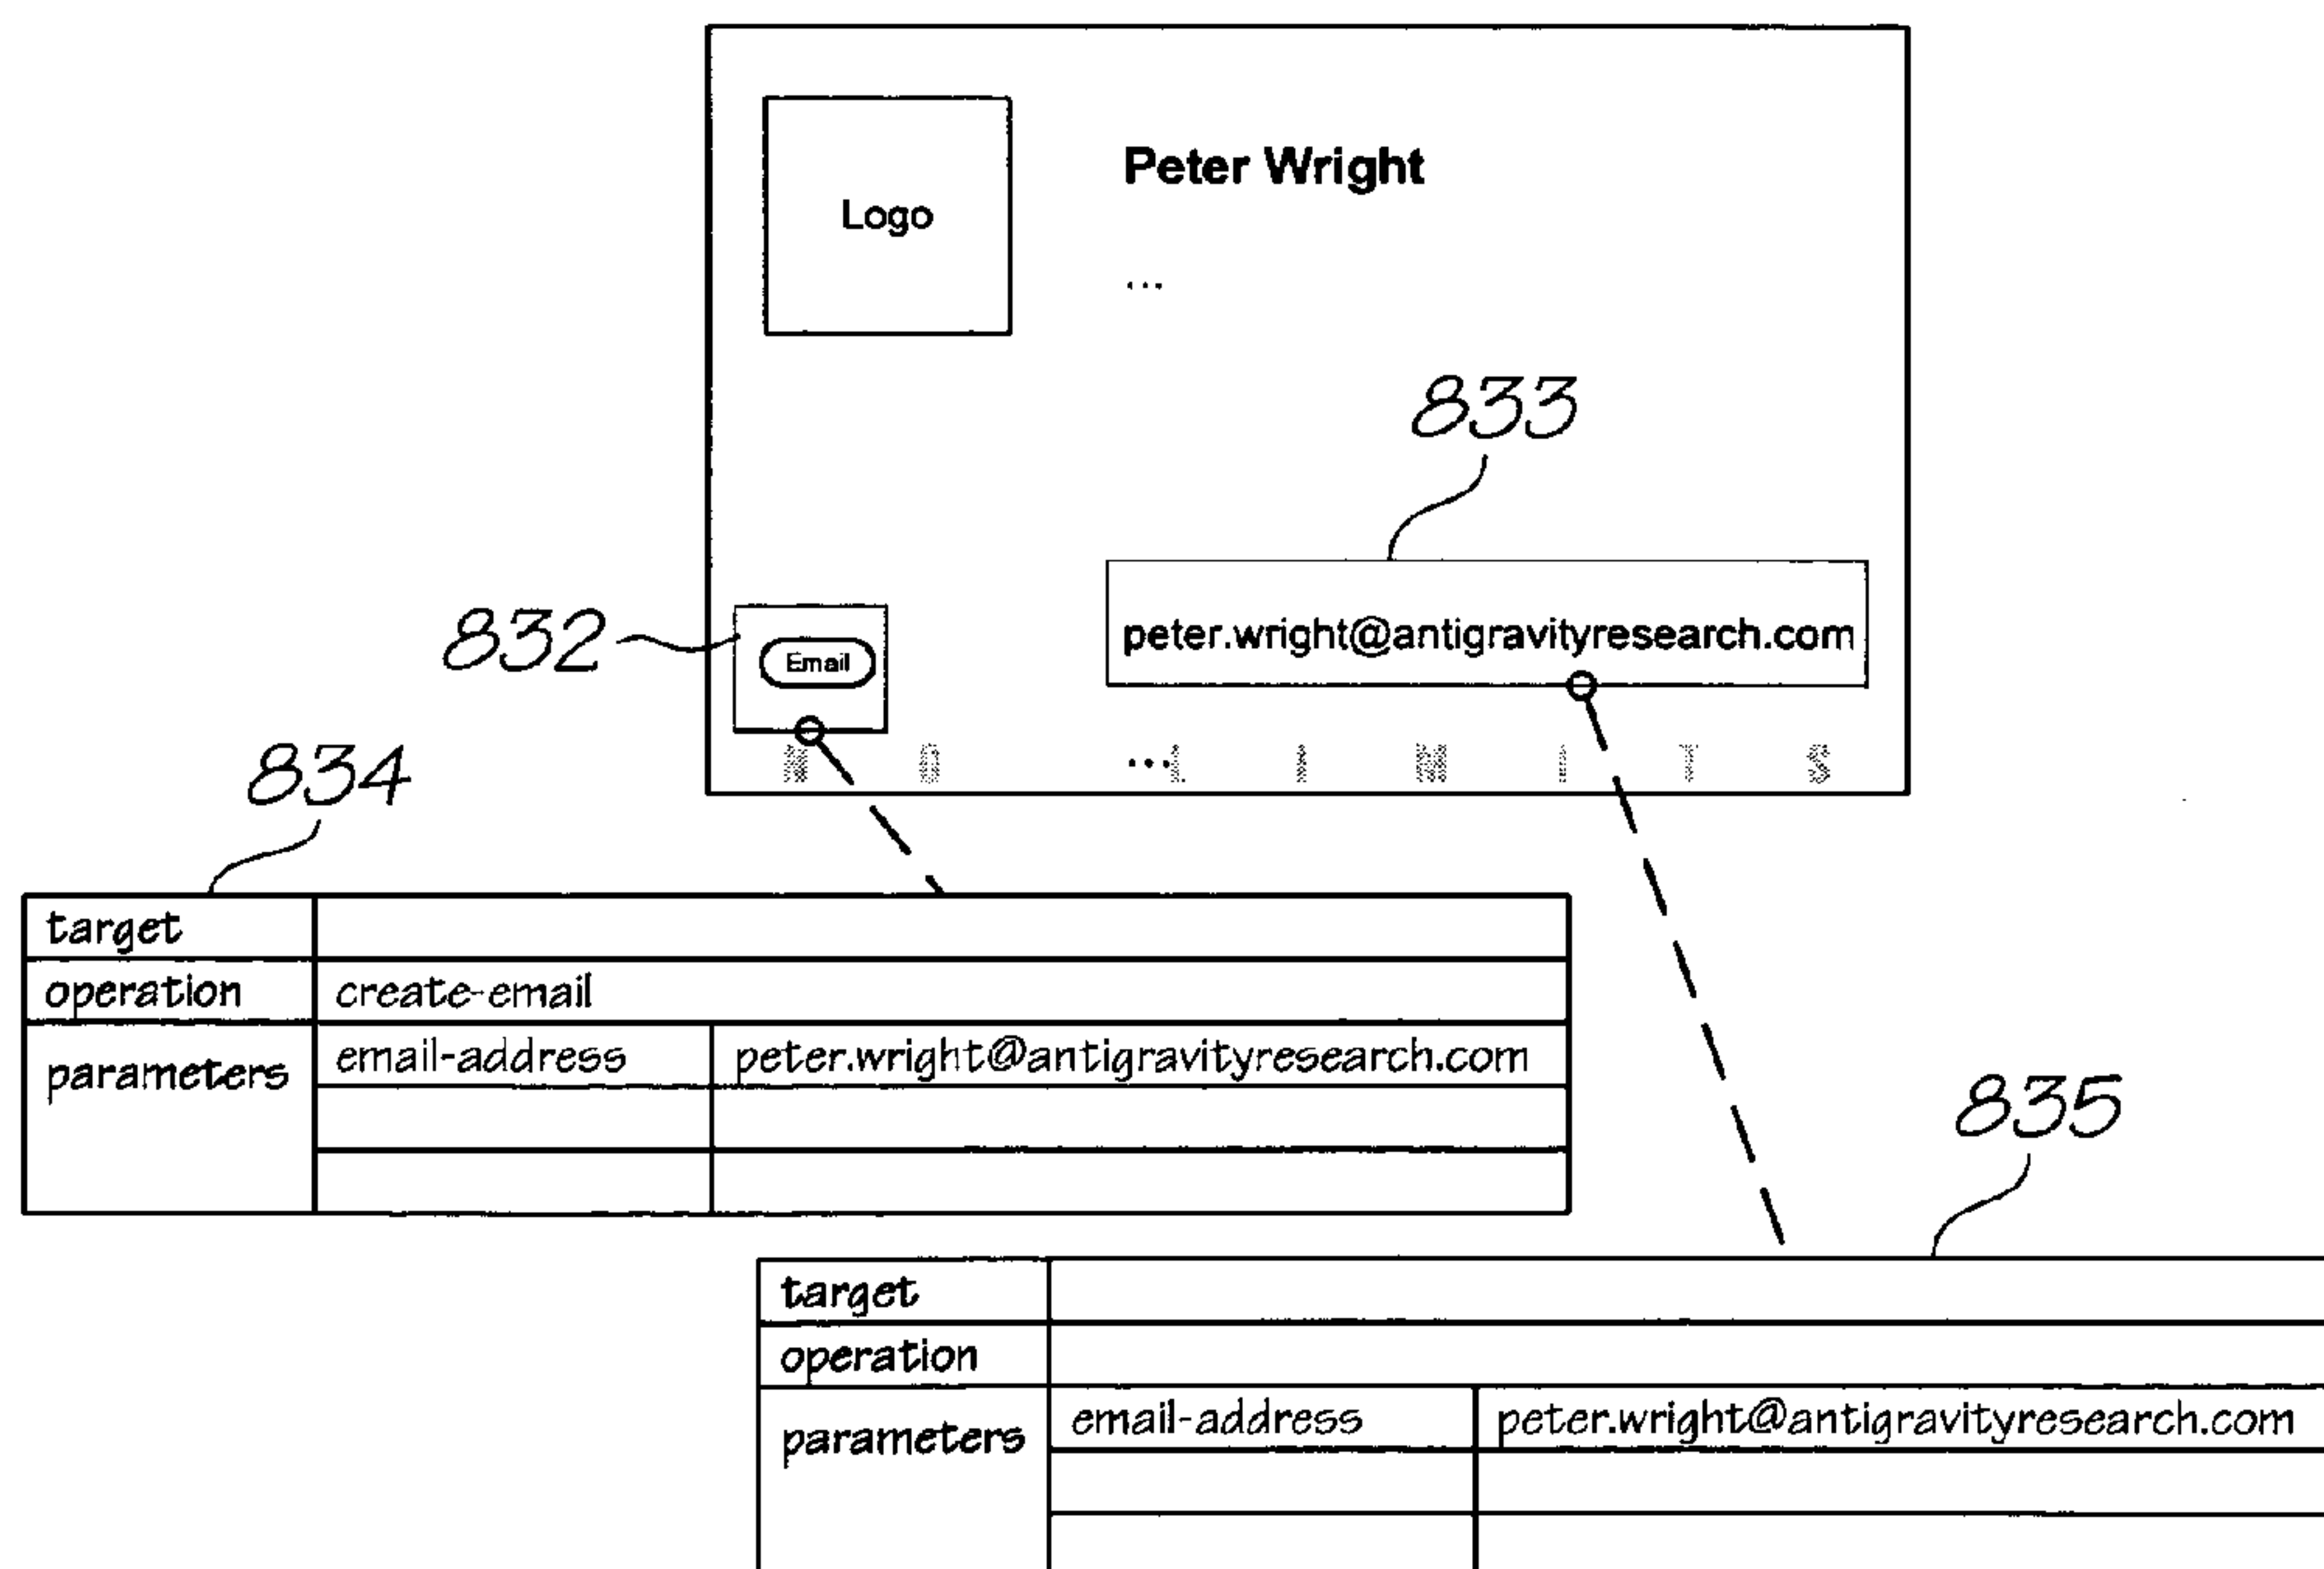 Peter Wright
Logo
...
833
peter.wright@antigravityresearch.com
832
Email
N O ... L I M I T S
834
target
operation create-email
parameters email-address peter.wright@antigravityresearch.com
835
target
operation
parameters email-address peter.wright@antigravityresearch.com